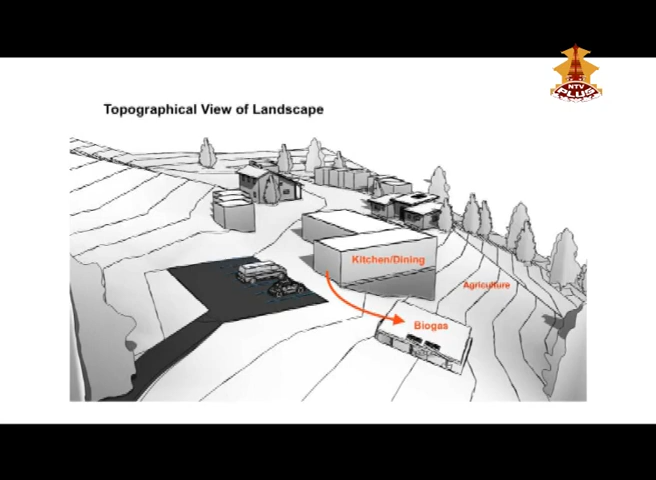 NTV
PLUS
Topographical View of Landscape
Kitchen/Dining
Agriculture
Biogas